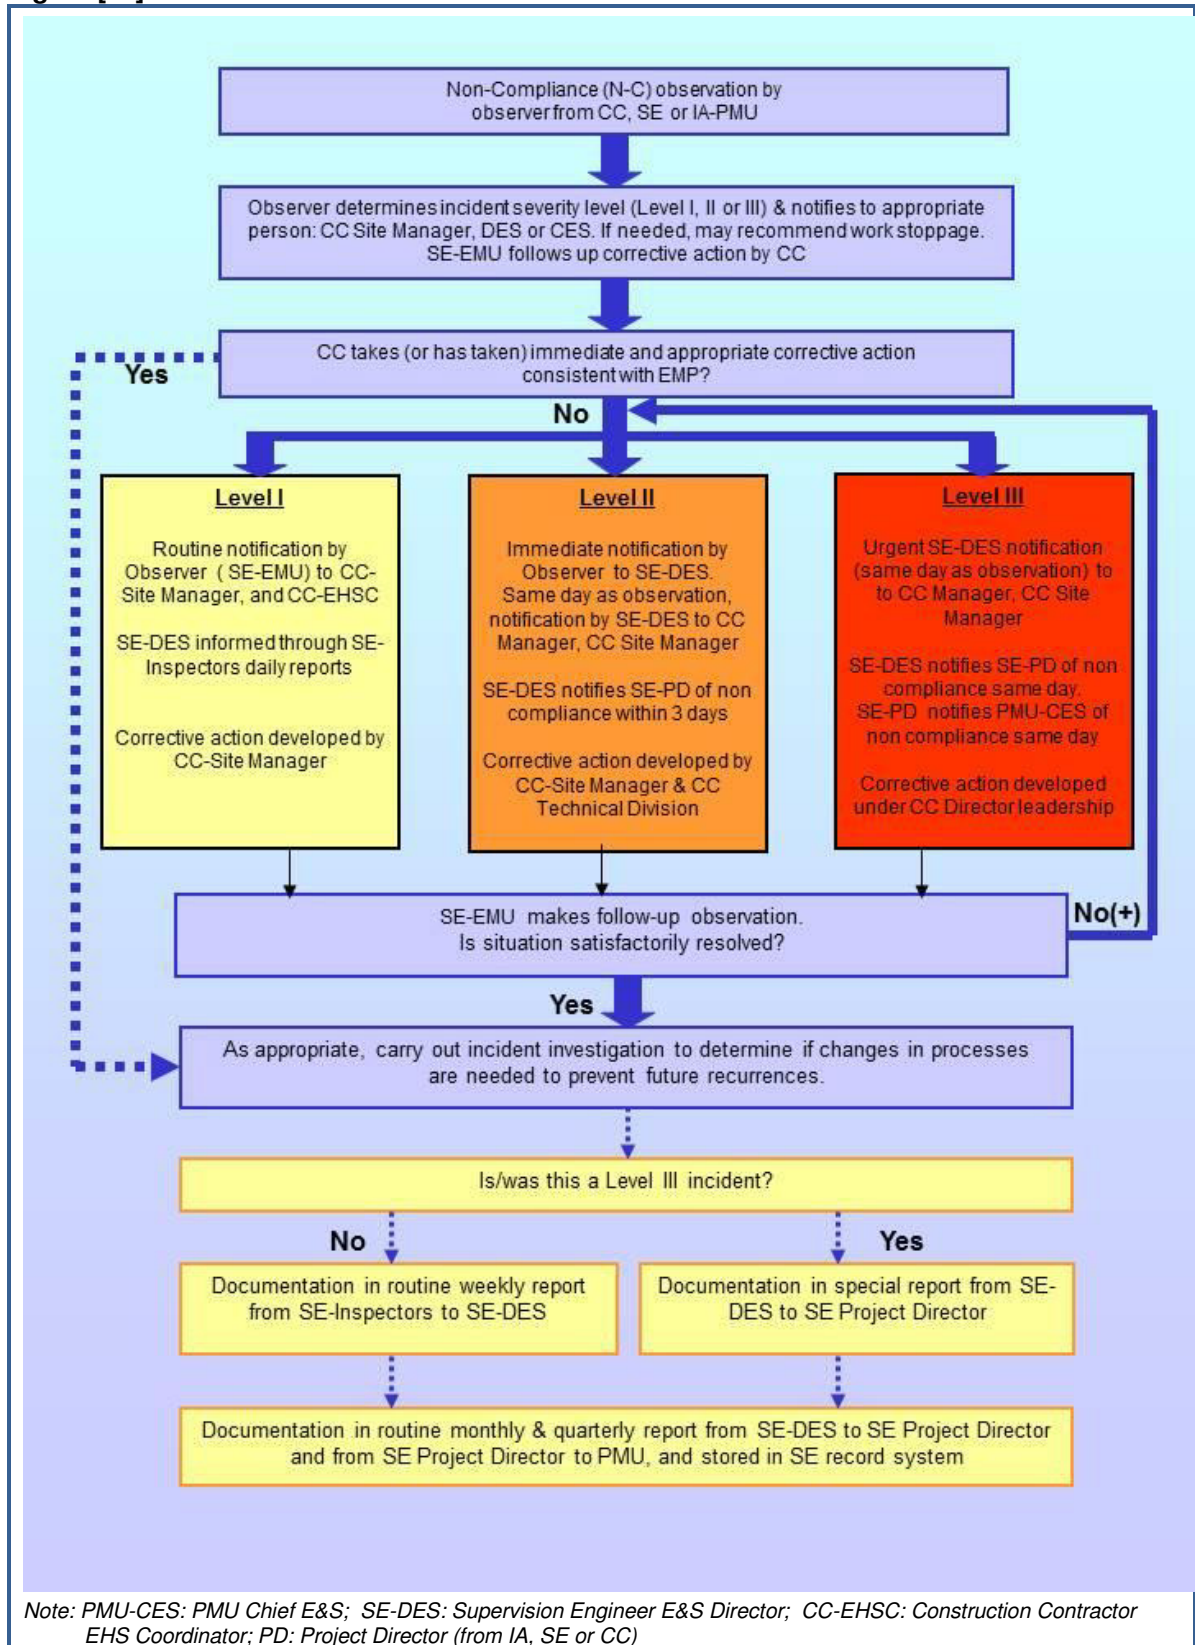 Non-Compliance (N-C) observation by
observer from CC, SE or IA-PMU
Observer determines incident severity level (Level I, II or III) & notifies to appropriate
person: CC Site Manager, DES or CES. If needed, may recommend work stoppage.
SE-EMU follows up corrective action by CC
CC takes (or has taken) immediate and appropriate corrective action
consistent with EMP?
Yes
No
Level I
Routine notification by
Observer ( SE-EMU) to CC-
Site Manager, and CC-EHSC
SE-DES informed through SE-
Inspectors daily reports
Corrective action developed by
CC-Site Manager
Level II
Immediate notification by
Observer to SE-DES.
Same day as observation,
notification by SE-DES to CC
Manager, CC Site Manager
SE-DES notifies SE-PD of non
compliance within 3 days
Corrective action developed by
CC-Site Manager & CC
Technical Division
Level III
Urgent SE-DES notification
(same day as observation) to
to CC Manager, CC Site
Manager
SE-DES notifies SE-PD of non
compliance same day.
SE-PD notifies PMU-CES of
non compliance same day
Corrective action developed
under CC Director leadership
SE-EMU makes follow-up observation.
Is situation satisfactorily resolved?
No(+)
Yes
As appropriate, carry out incident investigation to determine if changes in processes
are needed to prevent future recurrences.
Is/was this a Level III incident?
No
Yes
Documentation in routine weekly report
from SE-Inspectors to SE-DES
Documentation in special report from SE-
DES to SE Project Director
Documentation in routine monthly & quarterly report from SE-DES to SE Project Director
and from SE Project Director to PMU, and stored in SE record system
Note: PMU-CES: PMU Chief E&S; SE-DES: Supervision Engineer E&S Director; CC-EHSC: Construction Contractor
EHS Coordinator; PD: Project Director (from IA, SE or CC)